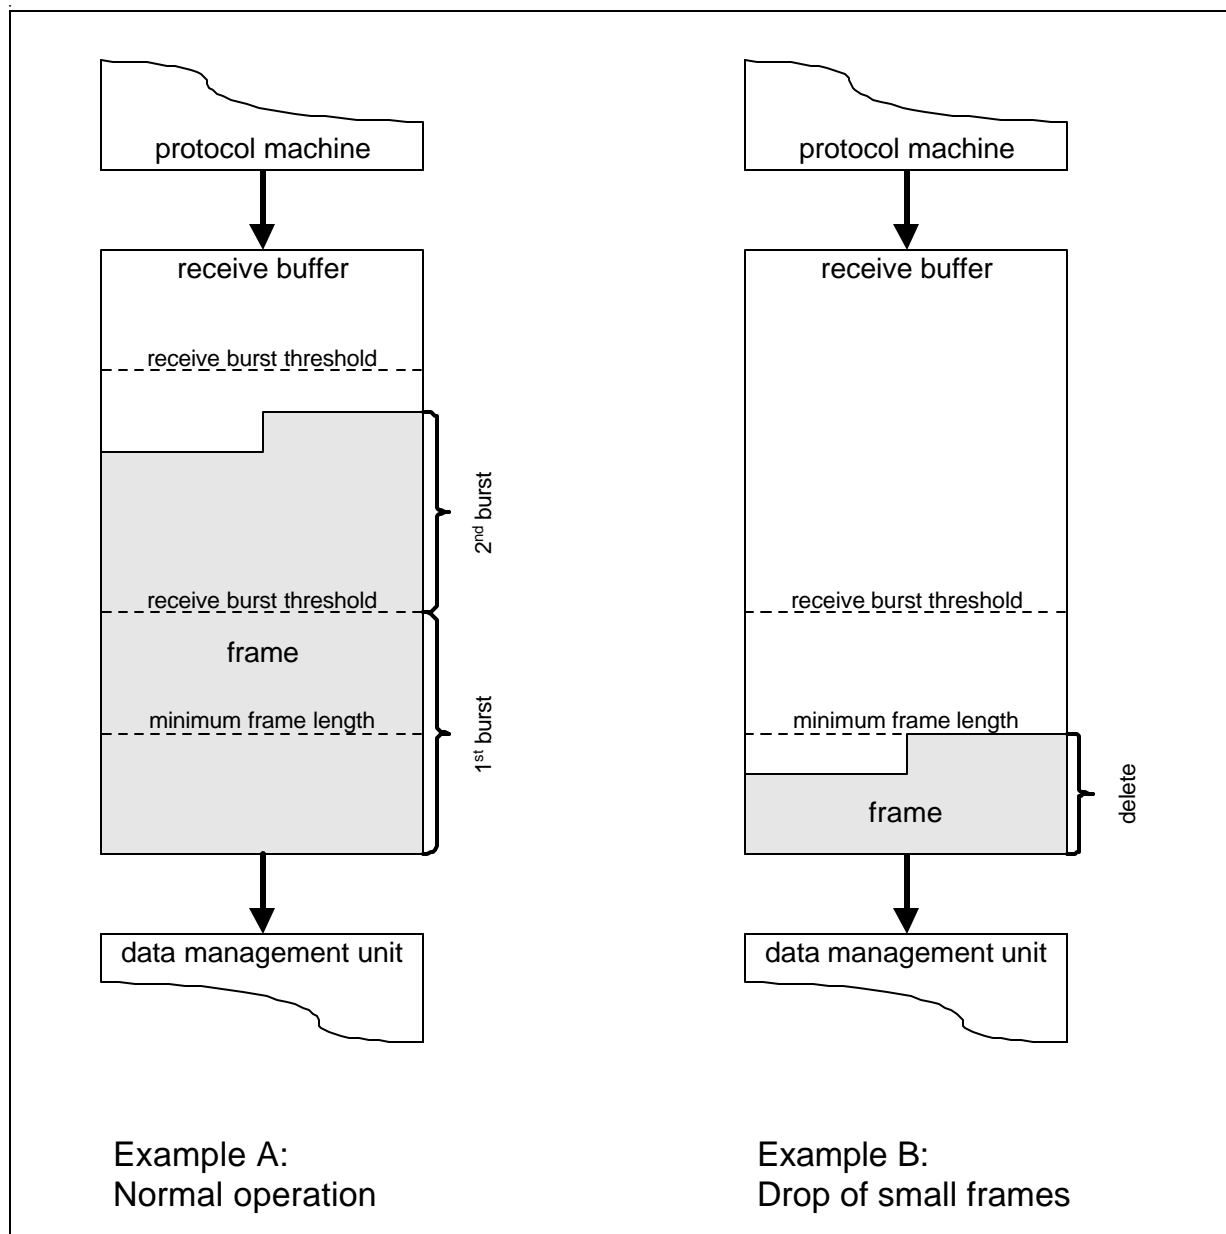 protocol machine
receive buffer
receive burst threshold
2nd burst
receive burst threshold
frame
minimum frame length
1st burst
data management unit
Example A:
Normal operation
protocol machine
receive buffer
receive burst threshold
minimum frame length
frame
delete
data management unit
Example B:
Drop of small frames